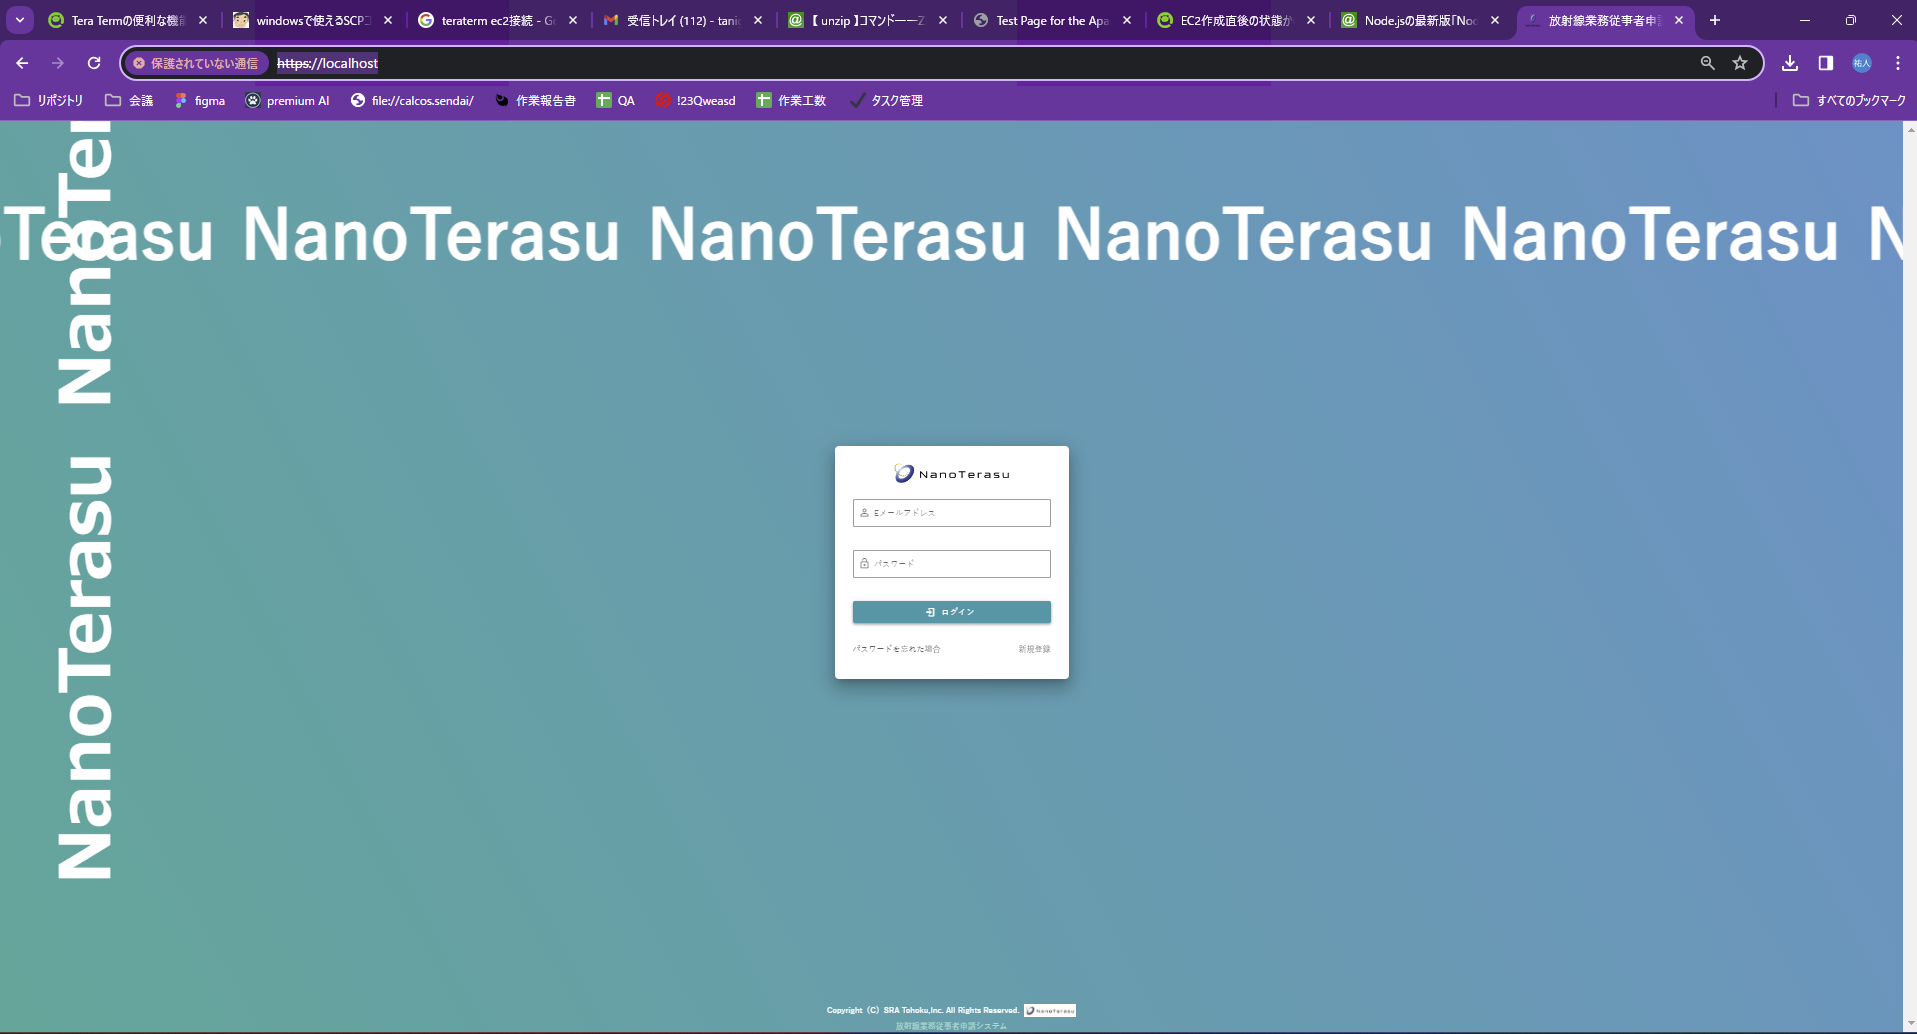 Tera Termの便利な機能
windowsで使えるSCPコ
teraterm ec2接続 - Go
受信トレイ (112) - tanic
【 unzip 】コマンド――Z
Test Page for the Apa
EC2作成直後の状態か
Node.jsの最新版「Nod
放射線業務従事者申請
保護されていない通信
https://localhost
祐人
リポジトリ
会議
figma
premium AI
file://calcos.sendai/
作業報告書
QA
!23Qweasd
作業工数
タスク管理
すべてのブックマーク
oTerasu NanoTerasu NanoTerasu NanoTerasu NanoTerasu N
NanoTerasu NanoTer
NanoTerasu
Eメールアドレス
パスワード
ログイン
パスワードを忘れた場合
新規登録
Copyright (C) SRA Tohoku,Inc. All Rights Reserved.
NanoTerasu
放射線業務従事者申請システム